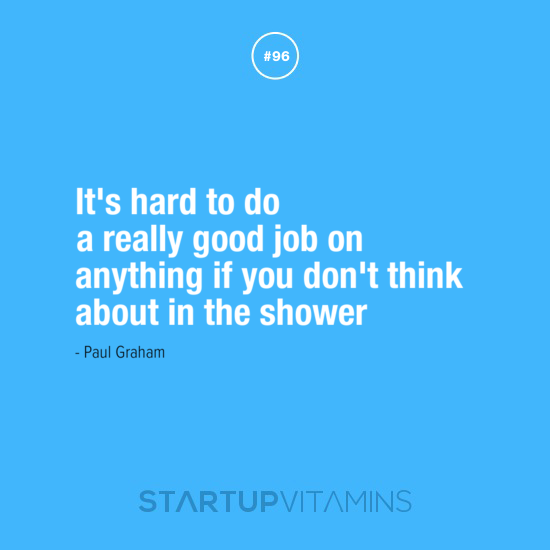 #96
It's hard to do
a really good job on
anything if you don't think
about in the shower
- Paul Graham
STARTUPVITAMINS